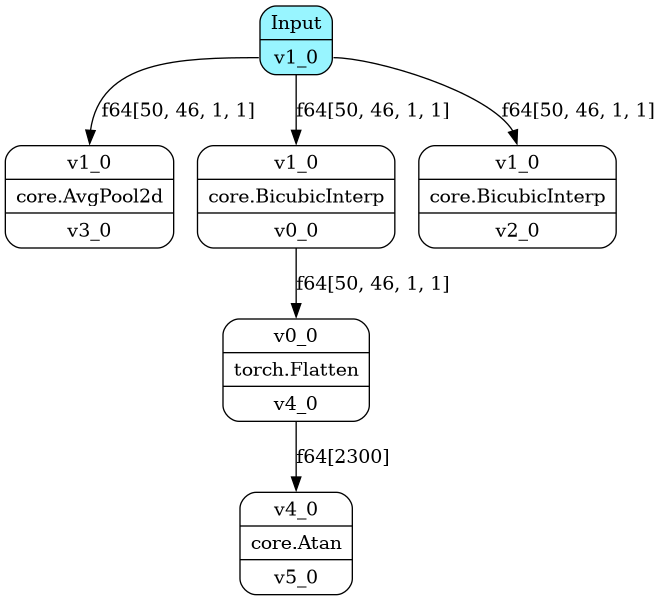 Input
v1_0
f64[50, 46, 1, 1]
f64[50, 46, 1, 1]
f64[50, 46, 1, 1]
v1_0
core.AvgPool2d
v3_0
v1_0
core.BicubicInterp
v0_0
v1_0
core.BicubicInterp
v2_0
f64[50, 46, 1, 1]
v0_0
torch.Flatten
v4_0
f64[2300]
v4_0
core.Atan
v5_0